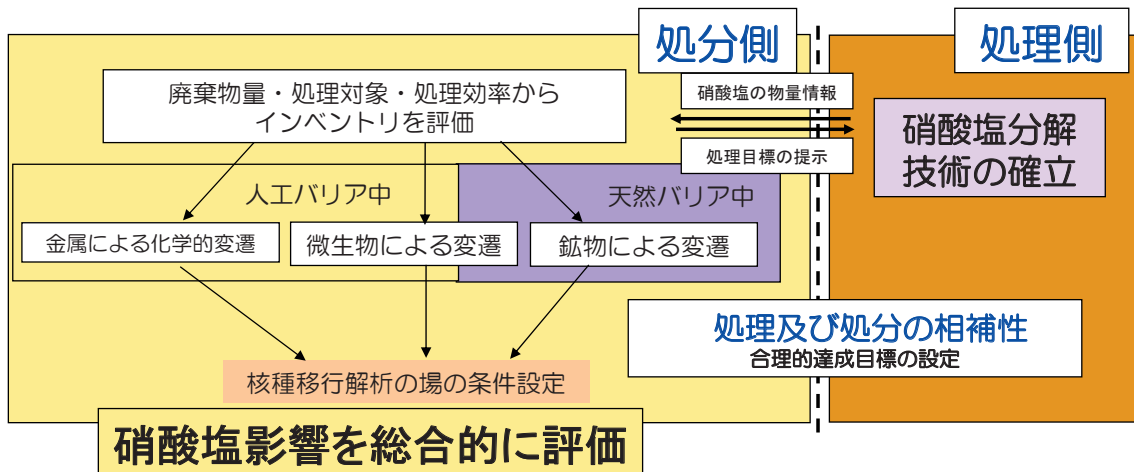 処分側
処理側
廃棄物量・処理対象・処理効率から
インベントリを評価
硝酸塩の物量情報
処理目標の提示
硝酸塩分解
技術の確立
人工バリア中
天然バリア中
金属による化学的変遷
微生物による変遷
鉱物による変遷
処理及び処分の相補性
合理的達成目標の設定
核種移行解析の場の条件設定
硝酸塩影響を総合的に評価